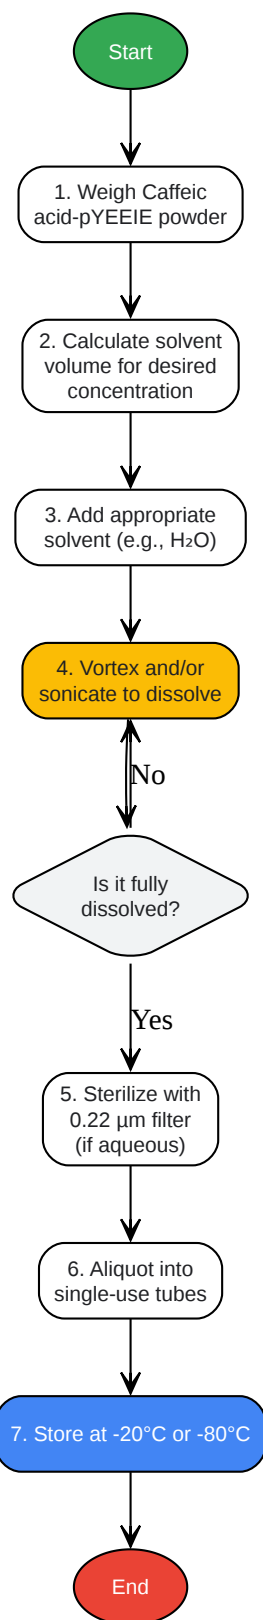 Start
1. Weigh Caffeic
acid-pYEEIE powder
2. Calculate solvent
volume for desired
concentration
3. Add appropriate
solvent (e.g., H₂O)
4. Vortex and/or
sonicate to dissolve
No
Is it fully
dissolved?
Yes
5. Sterilize with
0.22 µm filter
(if aqueous)
6. Aliquot into
single-use tubes
7. Store at -20°C or -80°C
End